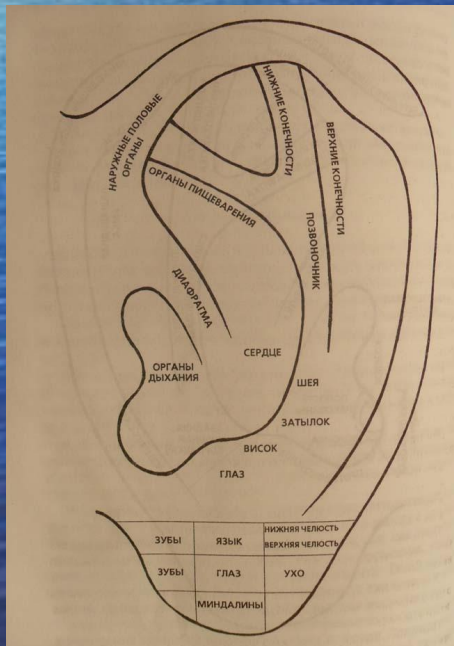 НАРУЖНЫЕ ПОЛОВЫЕ
ОРГАНЫ
НИЖНИЕ КОНЕЧНОСТИ
ВЕРХНИЕ КОНЕЧНОСТИ
ОРГАНЫ ПИЩЕВАРЕНИЯ
ПОЗВОНОЧНИК
ДИАФРАГМА
СЕРДЦЕ
ОРГАНЫ
ДЫХАНИЯ
ШЕЯ
ЗАТЫЛОК
ВИСОК
ГЛАЗ
ЗУБЫ
ЯЗЫК
НИЖНЯЯ ЧЕЛЮСТЬ
ВЕРХНЯЯ ЧЕЛЮСТЬ
ЗУБЫ
ГЛАЗ
УХО
МИНДАЛИНЫ